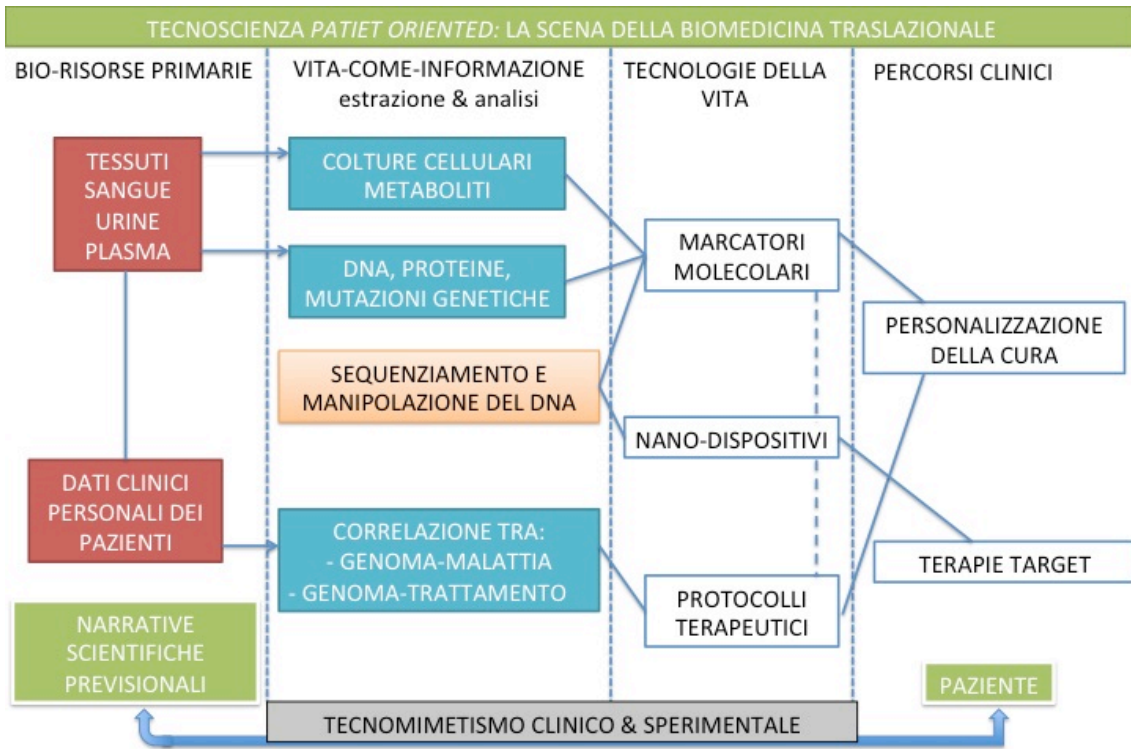 TECNOSCIENZA PATIET ORIENTED: LA SCENA DELLA BIOMEDICINA TRASLAZIONALE
BIO-RISORSE PRIMARIE
VITA-COME-INFORMAZIONE
estrazione & analisi
TECNOLOGIE DELLA
VITA
PERCORSI CLINICI
TESSUTI
SANGUE
URINE
PLASMA
DATI CLINICI
PERSONALI DEI
PAZIENTI
NARRATIVE
SCIENTIFICHE
PREVISIONALI
COLTURE CELLULARI
METABOLITI
DNA, PROTEINE,
MUTAZIONI GENETICHE
SEQUENZIAMENTO E
MANIPOLAZIONE DEL DNA
CORRELAZIONE TRA:
- GENOMA-MALATTIA
- GENOMA-TRATTAMENTO
MARCATORI
MOLECOLARI
NANO-DISPOSITIVI
PROTOCOLLI
TERAPEUTICI
PERSONALIZZAZIONE
DELLA CURA
TERAPIE TARGET
PAZIENTE
TECNOMIMETISMO CLINICO & SPERIMENTALE